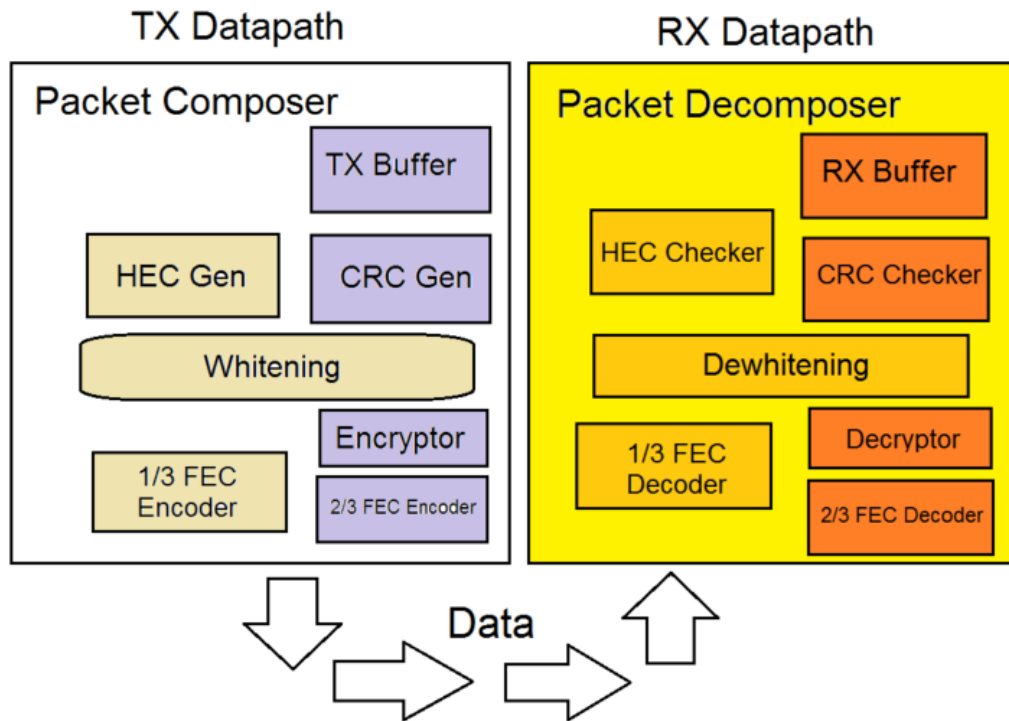 TX Datapath
RX Datapath
Packet Composer
TX Buffer
HEC Gen
CRC Gen
Whitening
Encryptor
1/3 FEC
Encoder
2/3 FEC Encoder
Packet Decomposer
RX Buffer
HEC Checker
CRC Checker
Dewhitening
Decryptor
1/3 FEC
Decoder
2/3 FEC Decoder
Data